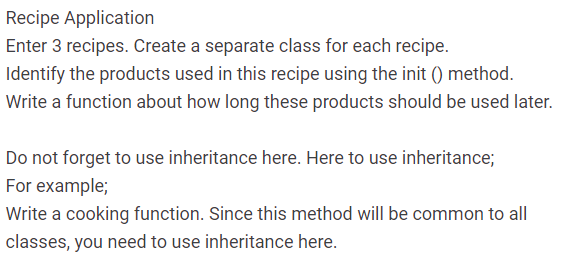 Recipe Application
Enter 3 recipes. Create a separate class for each recipe.
Identify the products used in this recipe using the init () method.
Write a function about how long these products should be used later.
Do not forget to use inheritance here. Here to use inheritance;
For example;
Write a cooking function. Since this method will be common to all
classes, you need to use inheritance here.